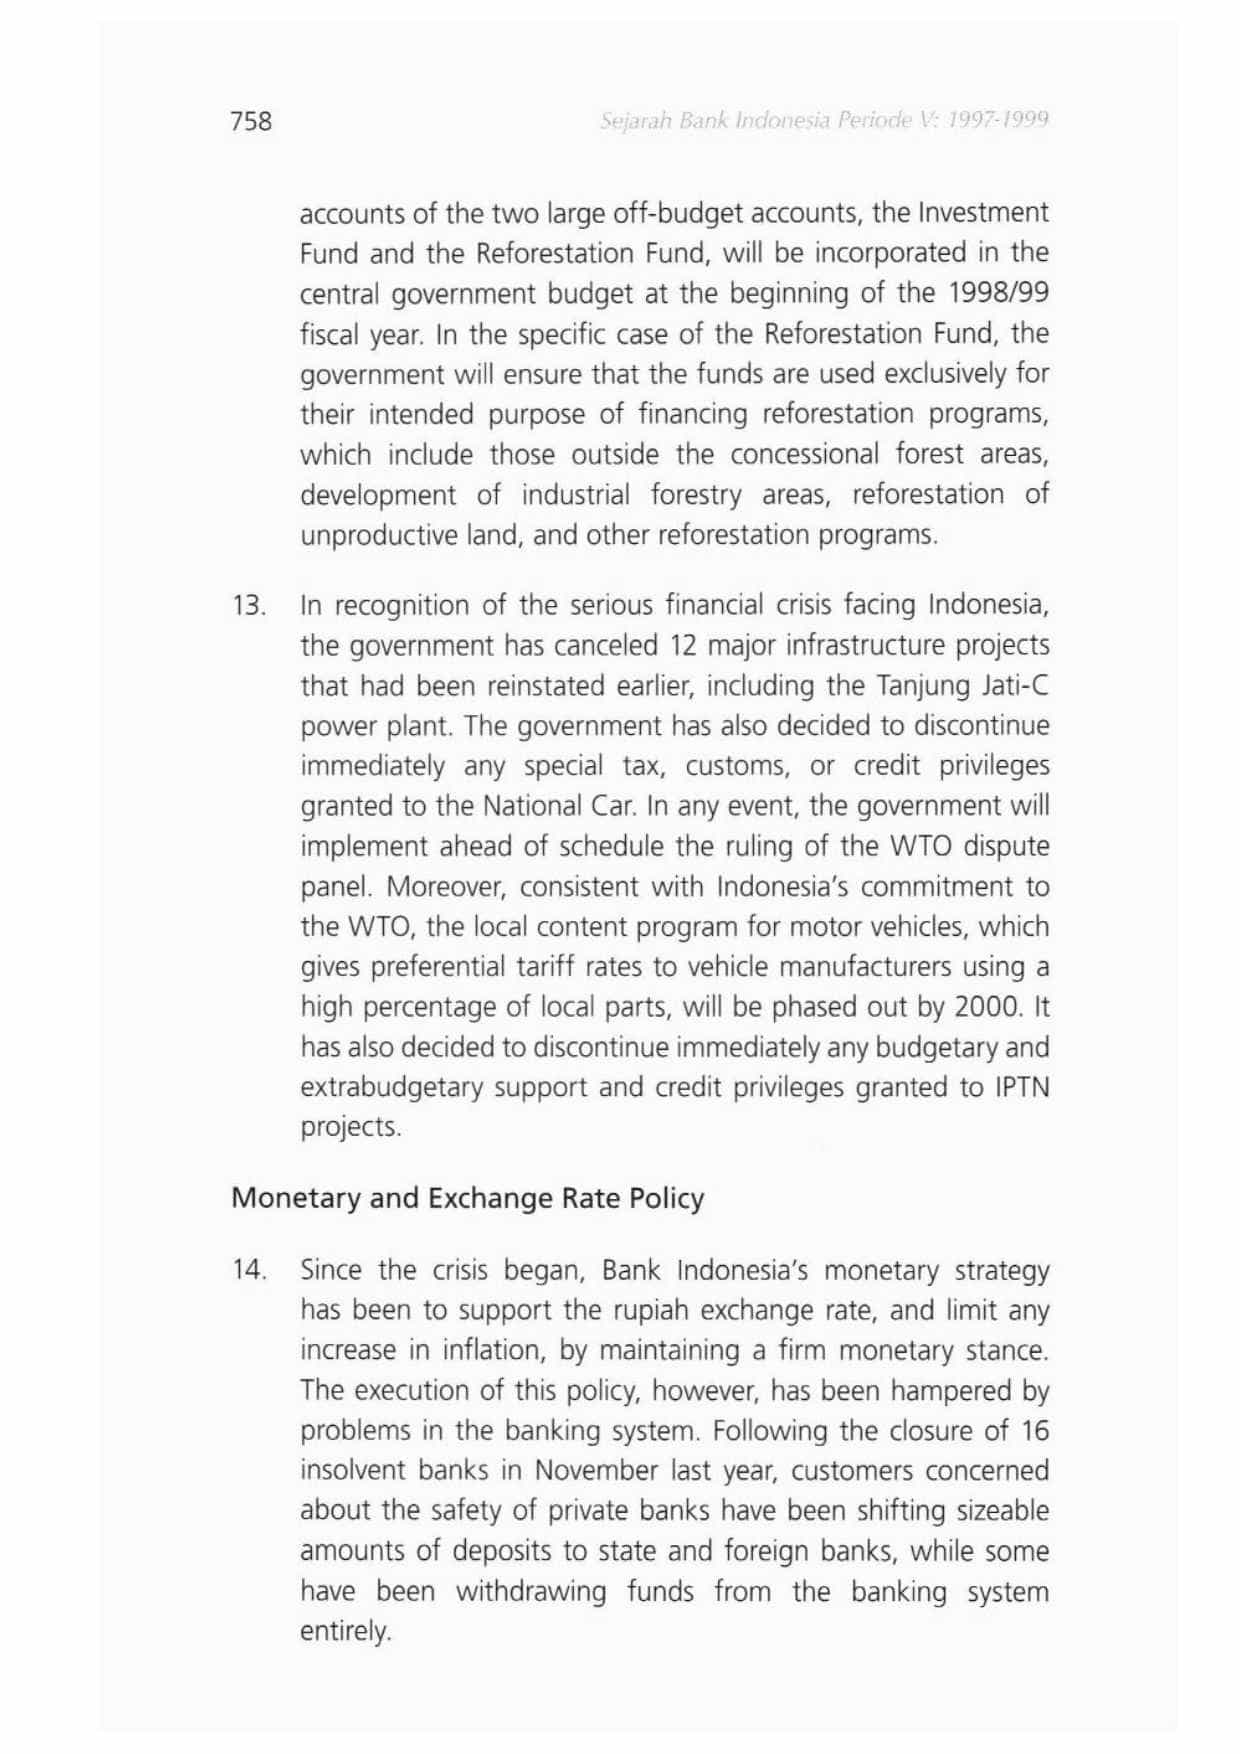 758
Sejarah Bank Indonesia Periode V: 1997-1999
accounts of the two large off-budget accounts, the Investment
Fund and the Reforestation Fund, will be incorporated in the
central government budget at the beginning of the 1998/99
fiscal year. In the specific case of the Reforestation Fund, the
government will ensure that the funds are used exclusively for
their intended purpose of financing reforestation programs,
which include those outside the concessional forest areas,
development of industrial forestry areas, reforestation of
unproductive land, and other reforestation programs.
13. In recognition of the serious financial crisis facing Indonesia,
the government has canceled 12 major infrastructure projects
that had been reinstated earlier, including the Tanjung Jati-C
power plant. The government has also decided to discontinue
immediately any special tax, customs, or credit privileges
granted to the National Car. In any event, the government will
implement ahead of schedule the ruling of the WTO dispute
panel. Moreover, consistent with Indonesia's commitment to
the WTO, the local content program for motor vehicles, which
gives preferential tariff rates to vehicle manufacturers using a
high percentage of local parts, will be phased out by 2000. It
has also decided to discontinue immediately any budgetary and
extrabudgetary support and credit privileges granted to IPTN
projects.
Monetary and Exchange Rate Policy
14. Since the crisis began, Bank Indonesia's monetary strategy
has been to support the rupiah exchange rate, and limit any
increase in inflation, by maintaining a firm monetary stance.
The execution of this policy, however, has been hampered by
problems in the banking system. Following the closure of 16
insolvent banks in November last year, customers concerned
about the safety of private banks have been shifting sizeable
amounts of deposits to state and foreign banks, while some
have been withdrawing funds from the banking system
entirely.